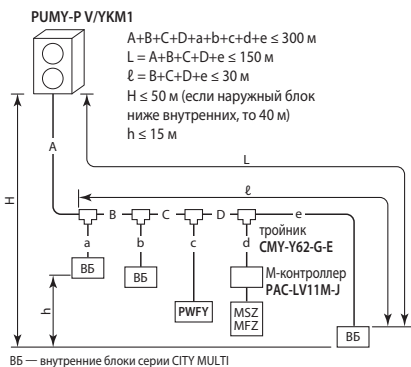 PUMY-P V/YKM1
A+B+C+D+a+b+c+d+e ≤ 300 м
L = A+B+C+D+e ≤ 150 м
ℓ = B+C+D+e ≤ 30 м
H ≤ 50 м (если наружный блок
ниже внутренних, то 40 м)
h ≤ 15 м
A
L
H
ℓ
B C D e
тройник
CMY-Y62-G-E
a b c d
М-контроллер
PAC-LV11M-J
ВБ ВБ
h
PWFY
MSZ
MFZ
ВБ
ВБ — внутренние блоки серии CITY MULTI